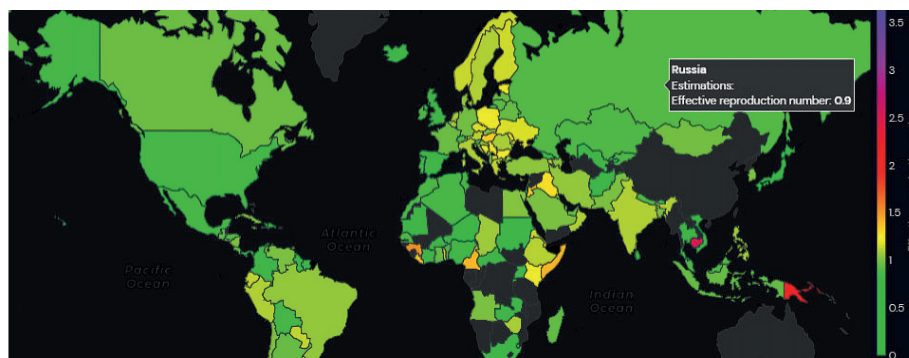 3.5
3
Russia
Estimations:
Effective reproduction number: 0.9
2.5
2
1.5
Atlantic
Ocean
Pacific
Ocean
Indian
Ocean
1
0.5
0